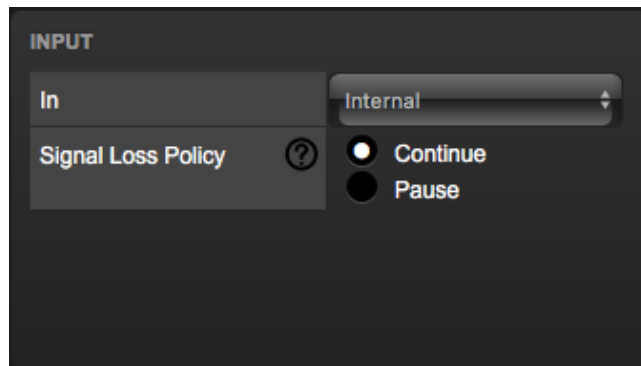 INPUT
In Internal
Signal Loss Policy ? Continue
Pause